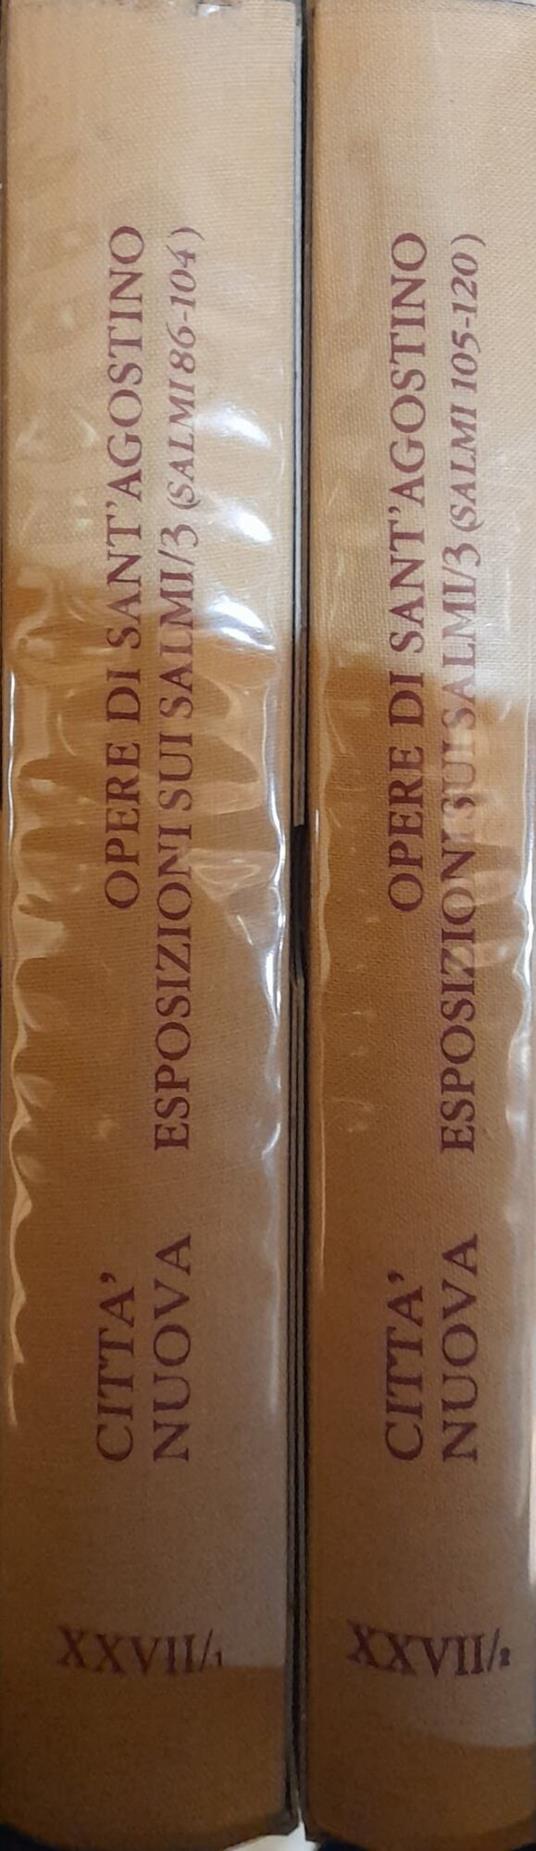 OPERE DI SANT'AGOSTINO
ESPOSIZIONI SUI SALMI/3 (SALMI 86-104)
CITTA'
NUOVA
XXVII/1
OPERE DI SANT'AGOSTINO
ESPOSIZIONI SUI SALMI/3 (SALMI 105-120)
CITTA'
NUOVA
XXVII/2